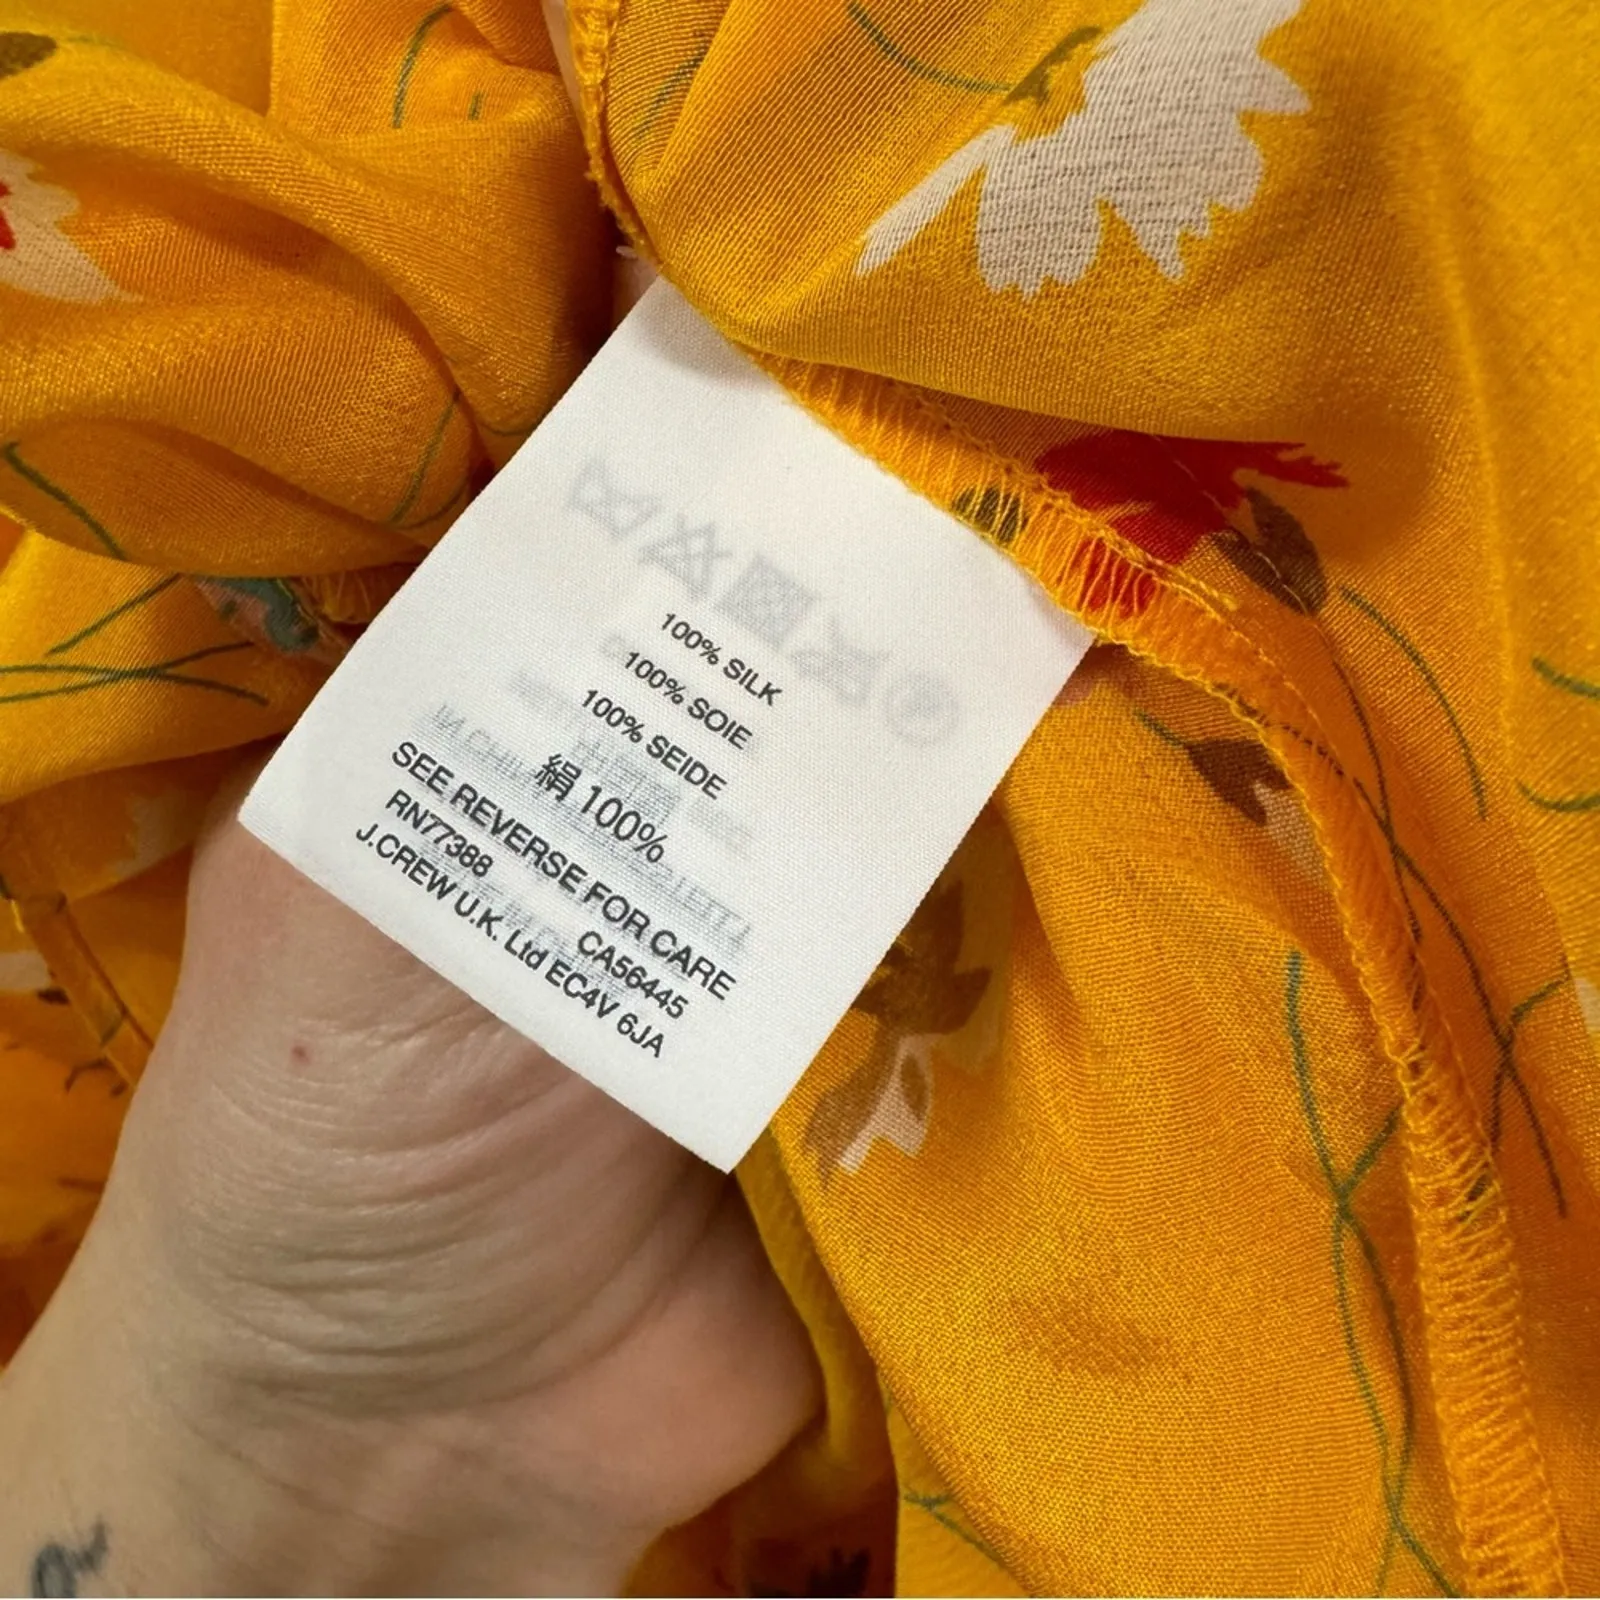 100% SILK
100% SOIE
100% SEIDE
絹 100%
SEE REVERSE FOR CARE
RN77388 CA56445
J.CREW U.K. Ltd EC4V 6JA